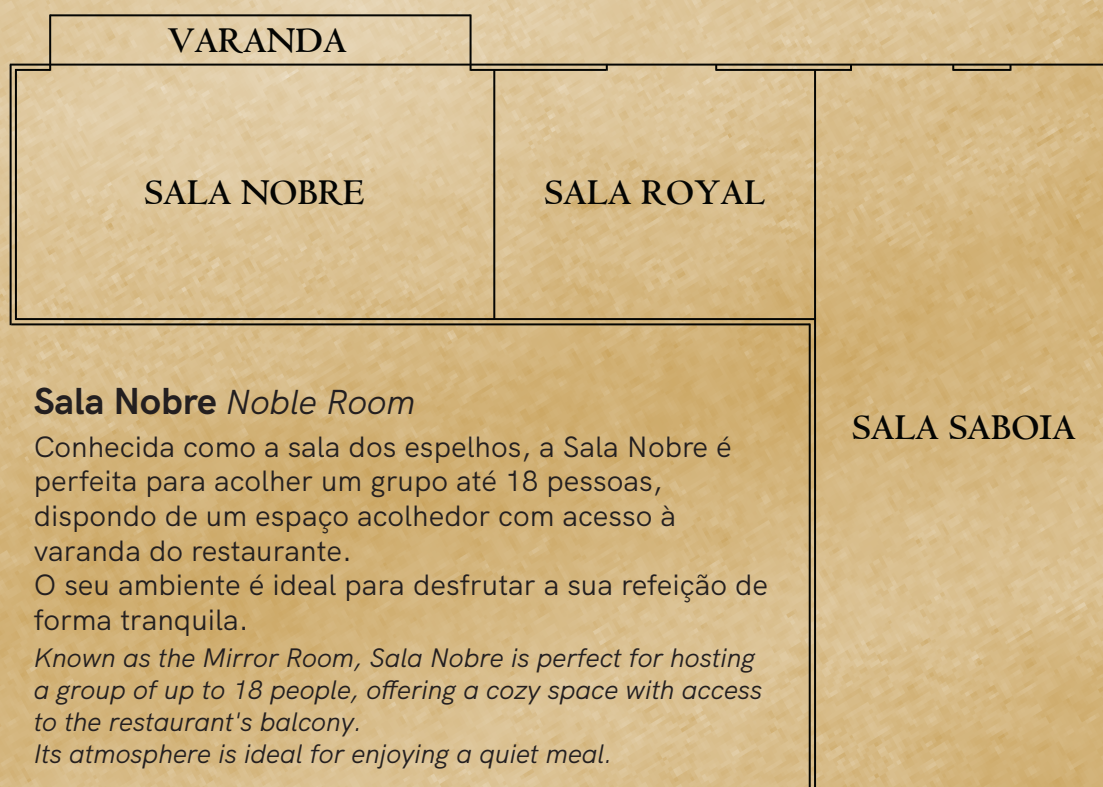 VARANDA
SALA NOBRE
SALA ROYAL
SALA SABOIA
Sala Nobre Noble Room
Conhecida como a sala dos espelhos, a Sala Nobre é
perfeita para acolher um grupo até 18 pessoas,
dispondo de um espaço acolhedor com acesso à
varanda do restaurante.
O seu ambiente é ideal para desfrutar a sua refeição de
forma tranquila.
Known as the Mirror Room, Sala Nobre is perfect for hosting
a group of up to 18 people, offering a cozy space with access
to the restaurant's balcony.
Its atmosphere is ideal for enjoying a quiet meal.